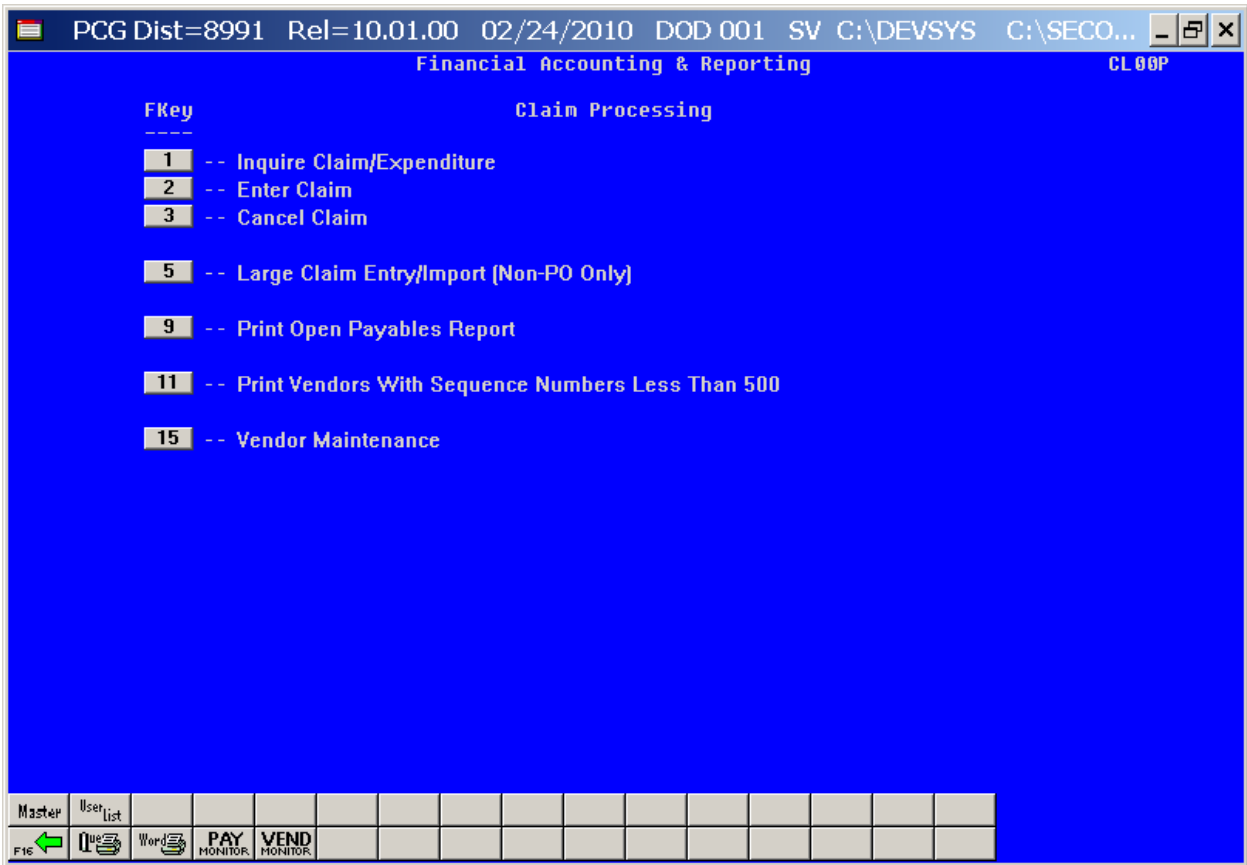 PCG Dist=8991 Rel=10.01.00 02/24/2010 DOD 001 SV C:\DEVSYS C:\SECO...
Financial Accounting & Reporting CL00P
FKey Claim Processing
----
1 -- Inquire Claim/Expenditure
2 -- Enter Claim
3 -- Cancel Claim
5 -- Large Claim Entry/Import (Non-PO Only)
9 -- Print Open Payables Report
11 -- Print Vendors With Sequence Numbers Less Than 500
15 -- Vendor Maintenance
Master User List
F16 Que Word PAY MONITOR VEND MONITOR